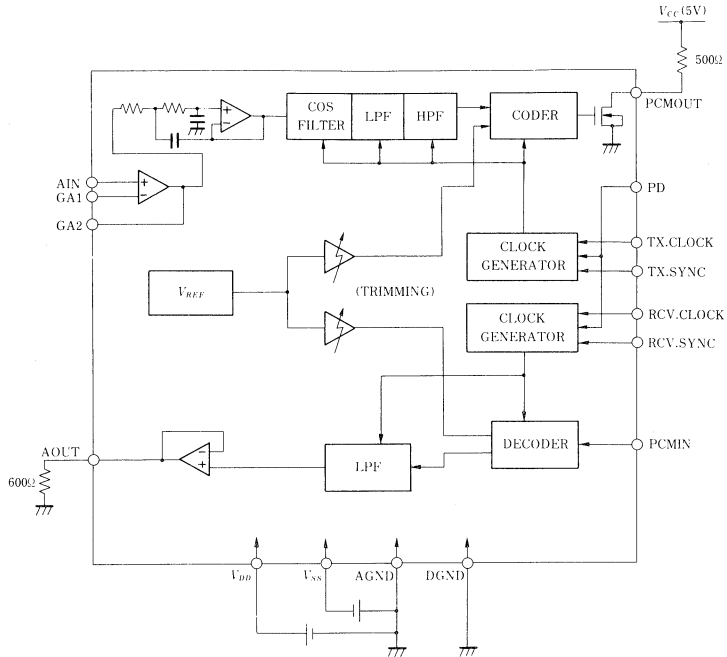 V_CC (5V)
500Ω
PCMOUT
COS FILTER
LPF
HPF
CODER
AIN
GA1
GA2
PD
TX.CLOCK
CLOCK GENERATOR
TX.SYNC
V_REF
(TRIMMING)
RCV.CLOCK
CLOCK GENERATOR
RCV.SYNC
AOUT
DECODER
PCMIN
LPF
600Ω
V_DD
V_SS
AGND
DGND